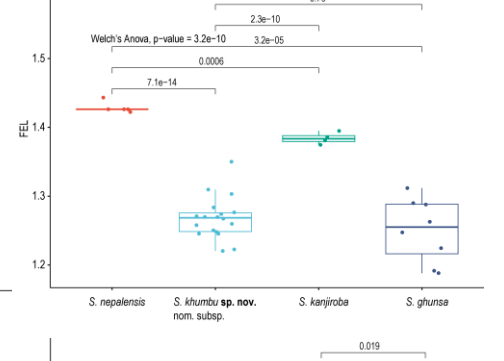 2.3e−10
Welch's Anova, p−value = 3.2e−10
3.2e−05
0.0006
7.1e−14
FEL
1.5
1.4
1.3
1.2
S. nepalensis
S. khumbu sp. nov.
nom. subsp.
S. kanjiroba
S. ghunsa
0.019